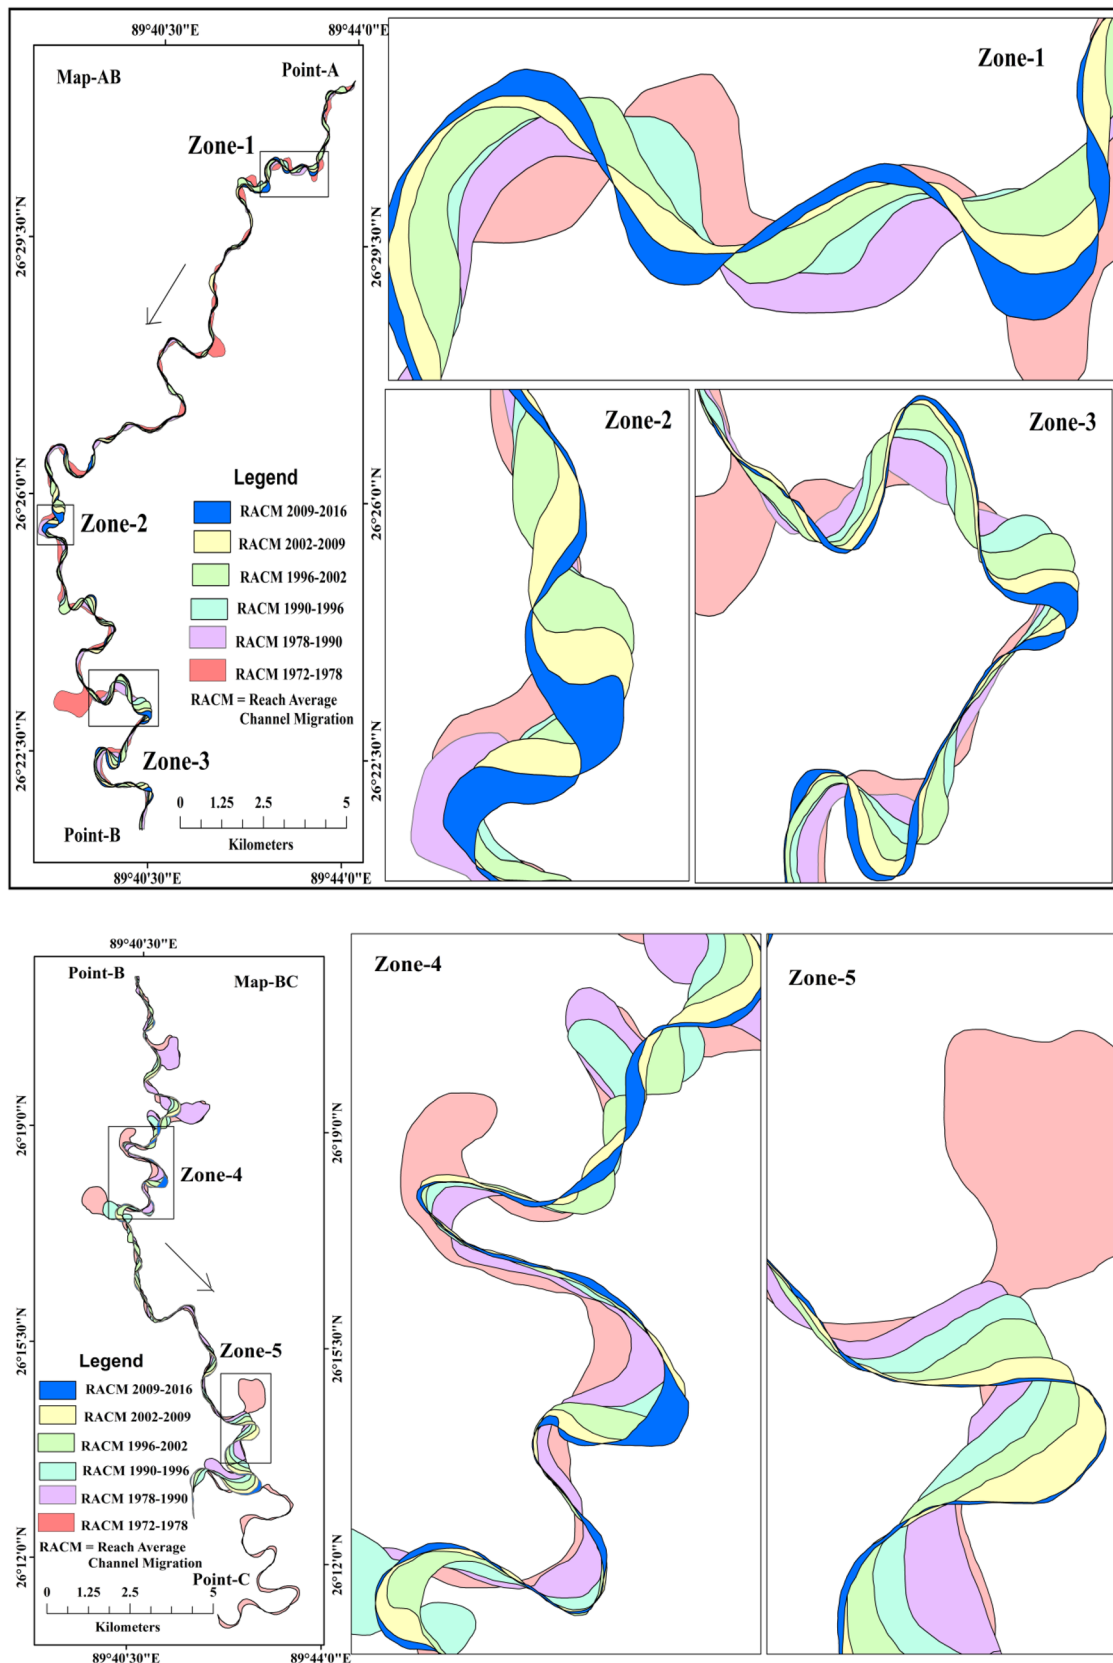 89°40'30"E
89°44'0"E
Map-AB
Point-A
Zone-1
Zone-1
26°29'30"N
26°29'30"N
Zone-2
Zone-3
26°26'0"N
26°26'0"N
Legend
RACM 2009-2016
RACM 2002-2009
RACM 1996-2002
RACM 1990-1996
RACM 1978-1990
RACM 1972-1978
RACM = Reach Average
Channel Migration
Zone-2
26°22'30"N
26°22'30"N
Zone-3
0 1.25 2.5 5
Kilometers
Point-B
89°40'30"E
89°44'0"E
89°40'30"E
Point-B
Map-BC
Zone-4
Zone-5
26°19'0"N
26°19'0"N
Zone-4
26°15'30"N
26°15'30"N
Zone-5
Legend
RACM 2009-2016
RACM 2002-2009
RACM 1996-2002
RACM 1990-1996
RACM 1978-1990
RACM 1972-1978
RACM = Reach Average
Channel Migration
26°12'0"N
26°12'0"N
Point-C
0 1.25 2.5 5
Kilometers
89°40'30"E
89°44'0"E